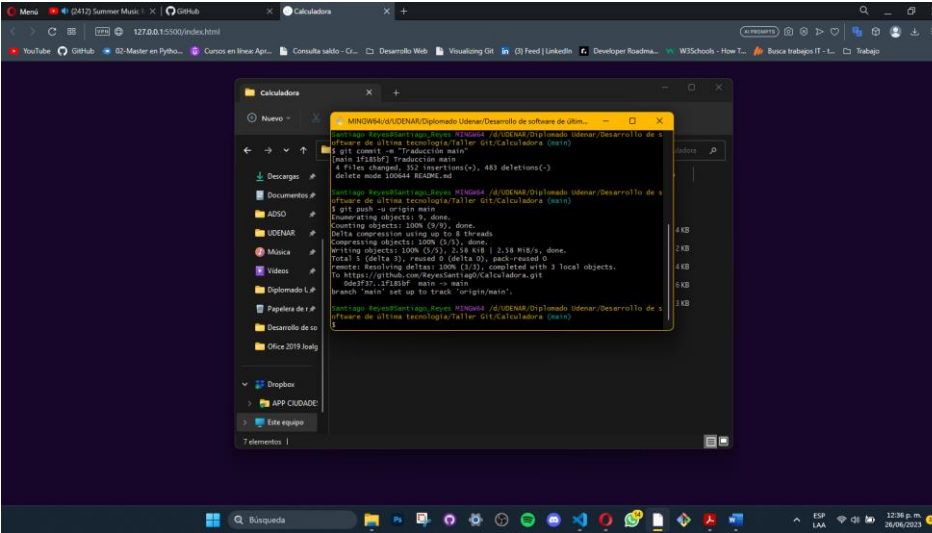 Menú
(2412) Summer Music
GitHub
Calculadora
VPN
127.0.0.1:5500/index.html
AI PROMPTS
YouTube
GitHub
02-Master en Pytho...
Cursos en línea: Apr...
Consulta saldo - Cr...
Desarrollo Web
Visualizing Git
(3) Feed | LinkedIn
Developer Roadma...
W3Schools - How T...
Busca trabajos IT - t...
Trabajo
Calculadora
Nuevo
Descargas
Documentos
ADSO
UDENAR
Música
Videos
Diplomado U
Papelera de r
Desarrollo de so
Ofice 2019 Joalg
Dropbox
APP CIUDADE
Este equipo
7 elementos
4 KB
2 KB
4 KB
6 KB
3 KB
MINGW64:/d/UDENAR/Diplomado Udenar/Desarrollo de software de últim...
Santiago Reyes@Santiago_Reyes MINGW64 /d/UDENAR/Diplomado Udenar/Desarrollo de s
oftware de última tecnología/Taller Git/Calculadora (main)
$ git commit -m "Traducción main"
[main 1f185bf] Traducción main
4 files changed, 352 insertions(+), 483 deletions(-)
delete mode 100644 README.md
Santiago Reyes@Santiago_Reyes MINGW64 /d/UDENAR/Diplomado Udenar/Desarrollo de s
oftware de última tecnología/Taller Git/Calculadora (main)
$ git push -u origin main
Enumerating objects: 9, done.
Counting objects: 100% (9/9), done.
Delta compression using up to 8 threads
Compressing objects: 100% (5/5), done.
Writing objects: 100% (5/5), 2.58 KiB | 2.58 MiB/s, done.
Total 5 (delta 3), reused 0 (delta 0), pack-reused 0
remote: Resolving deltas: 100% (3/3), completed with 3 local objects.
To https://github.com/ReyesSantiag0/Calculadora.git
0de3f37..1f185bf main -> main
branch 'main' set up to track 'origin/main'.
Santiago Reyes@Santiago_Reyes MINGW64 /d/UDENAR/Diplomado Udenar/Desarrollo de s
oftware de última tecnología/Taller Git/Calculadora (main)
$
Búsqueda
ESP
LAA
12:36 p. m.
26/06/2023